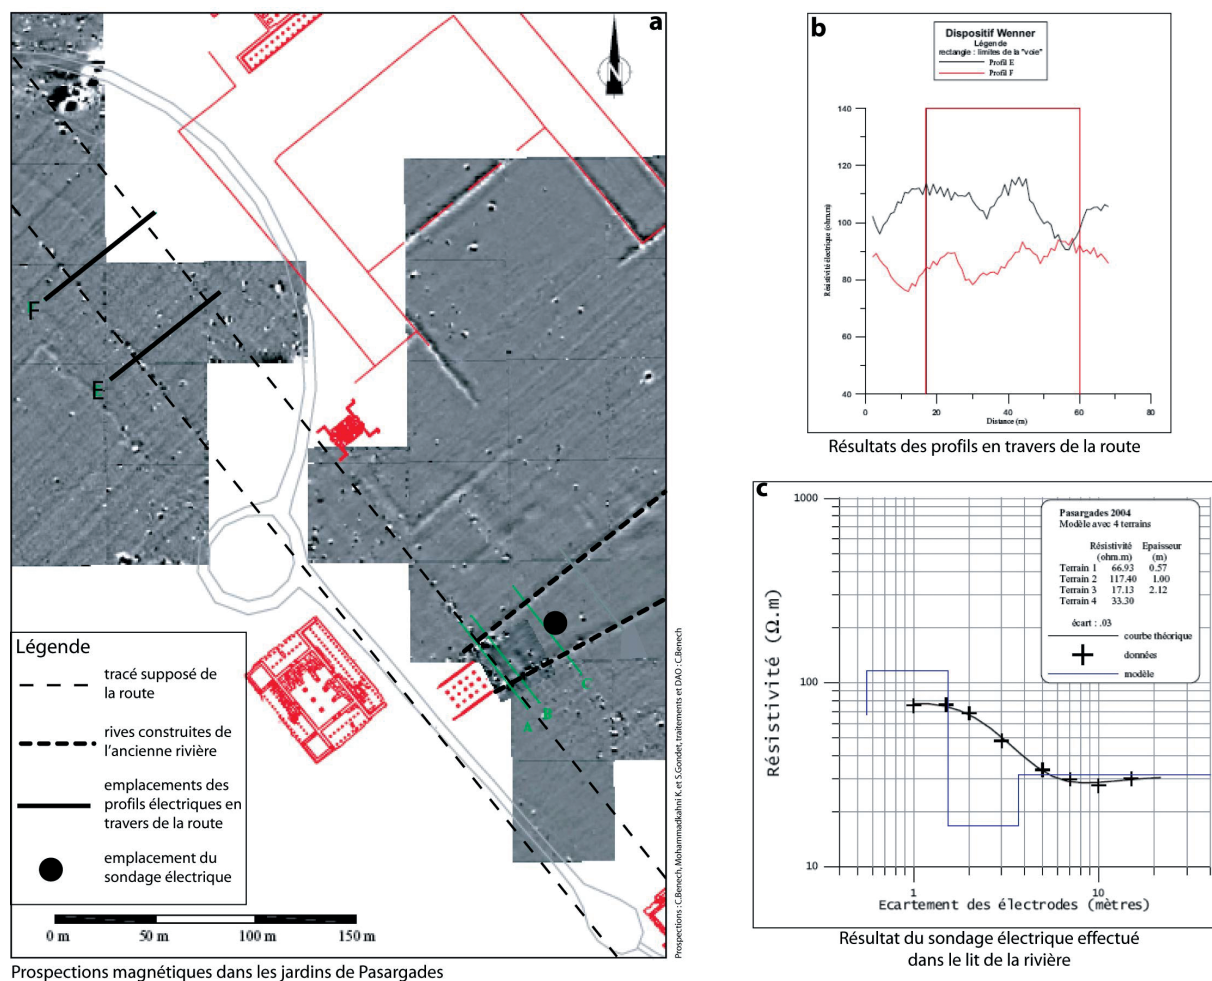 a
N
F
E
A
B
C
Légende
tracé supposé de
la route
rives construites de
l'ancienne rivière
emplacements des
profils électriques en
travers de la route
emplacement du
sondage électrique
0 m 50 m 100 m 150 m
Prospections magnétiques dans les jardins de Pasargades
Prospections : C.Benech, Mohammadkahni K. et S.Gondet, traitements et DAO : C.Benech
b
Dispositif Wenner
Légende
rectangle : limites de la "voie"
Profil E
Profil F
Résistivité électrique (ohm.m)
140
120
100
80
60
40
0 20 40 60 80
Distance (m)
Résultats des profils en travers de la route
c
Résistivité (Ω.m)
1000
100
10
Pasargades 2004
Modèle avec 4 terrains
Résistivité Epaisseur
(ohm.m) (m)
Terrain 1 66.93 0.57
Terrain 2 117.40 1.00
Terrain 3 17.13 2.12
Terrain 4 33.30
écart : .03
courbe théorique
données
modèle
1 10
Ecartement des électrodes (mètres)
Résultat du sondage électrique effectué
dans le lit de la rivière